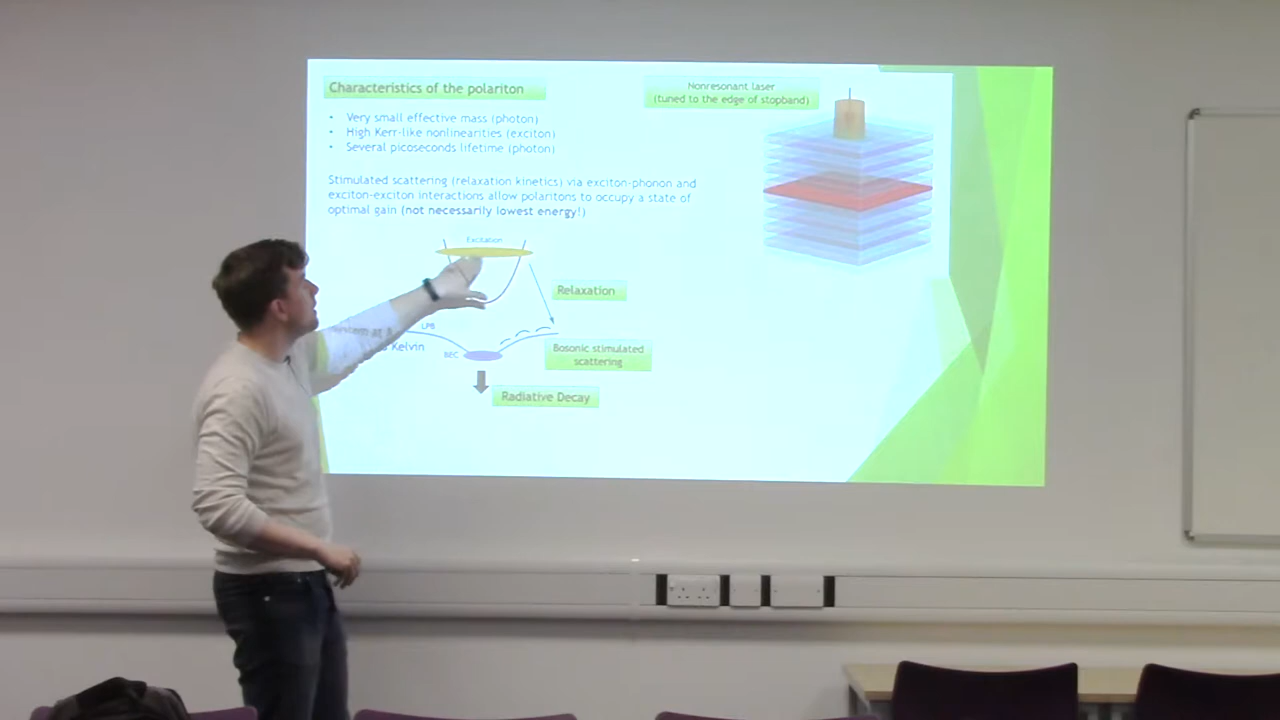 Characteristics of the polariton
• Very small effective mass (photon)
• High Kerr-like nonlinearities (exciton)
• Several picoseconds lifetime (photon)
Stimulated scattering (relaxation kinetics) via exciton-phonon and
exciton-exciton interactions allow polaritons to occupy a state of
optimal gain (not necessarily lowest energy!)
Nonresonant laser
(tuned to the edge of stopband)
Excitation
Relaxation
system at
LPB
Kelvin
BEC
Bosonic stimulated
scattering
Radiative Decay